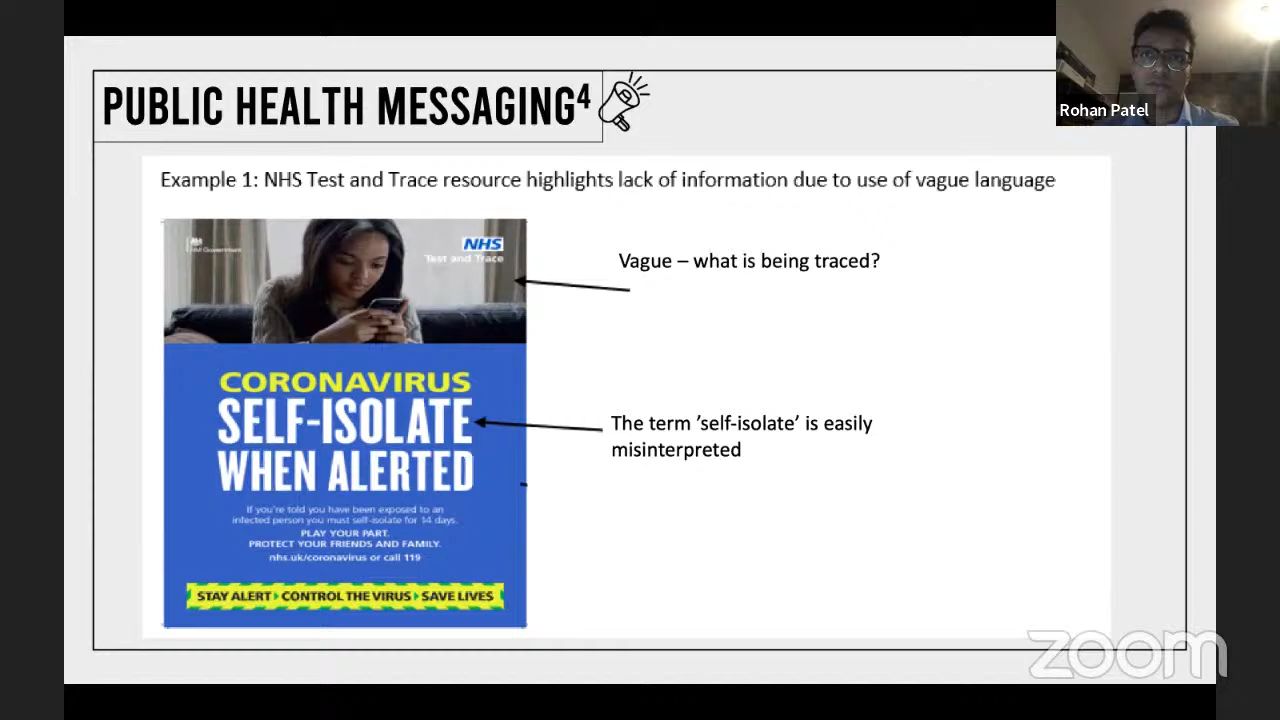 PUBLIC HEALTH MESSAGING4
Rohan Patel
Example 1: NHS Test and Trace resource highlights lack of information due to use of vague language
HM Government
NHS
Test and Trace
Vague – what is being traced?
CORONAVIRUS
SELF-ISOLATE
WHEN ALERTED
The term ’self-isolate’ is easily
misinterpreted
If you're told you have been exposed to an
infected person you must self-isolate for 14 days.
PLAY YOUR PART.
PROTECT YOUR FRIENDS AND FAMILY.
nhs.uk/coronavirus or call 119
STAY ALERT CONTROL THE VIRUS SAVE LIVES
zoom